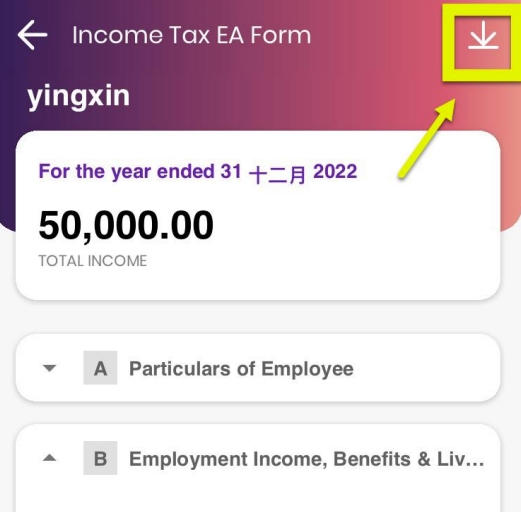 Income Tax EA Form
yingxin
For the year ended 31 十二月 2022
50,000.00
TOTAL INCOME
A Particulars of Employee
B Employment Income, Benefits & Liv...